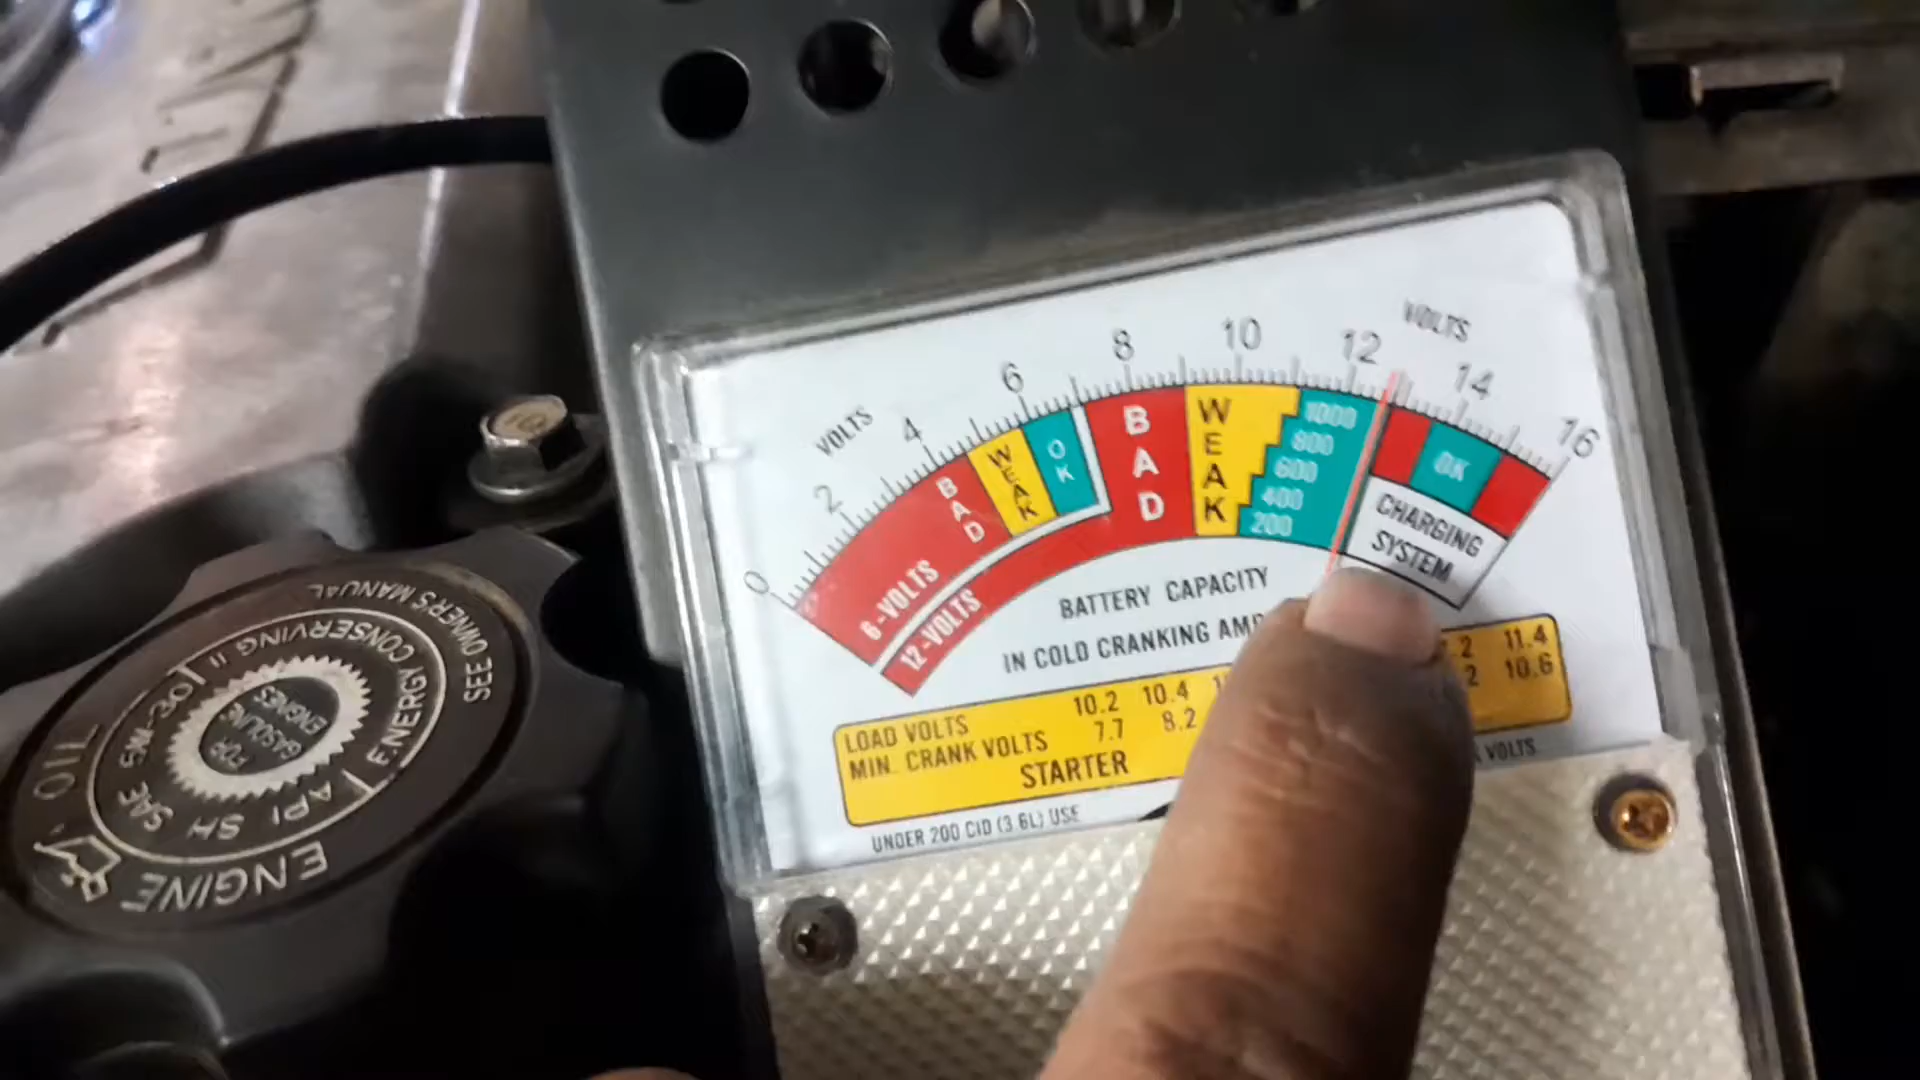 VOLTS
VOLTS
0 2 4 6 8 10 12 14 16
BAD
WEAK
OK
BAD
WEAK
1000
800
600
400
200
OK
6-VOLTS
12-VOLTS
CHARGING
SYSTEM
BATTERY CAPACITY
IN COLD CRANKING
LOAD VOLTS 10.2 10.4 11.4
MIN. CRANK VOLTS 7.7 8.2 10.6
STARTER
UNDER 200 CID (3.6L) USE
VOLTS
ENGINE OIL
SEE OWNERS MANUAL
ENERGY CONSERVING II
SAE 5W-30
API SH
FOR
GASOLINE
ENGINES